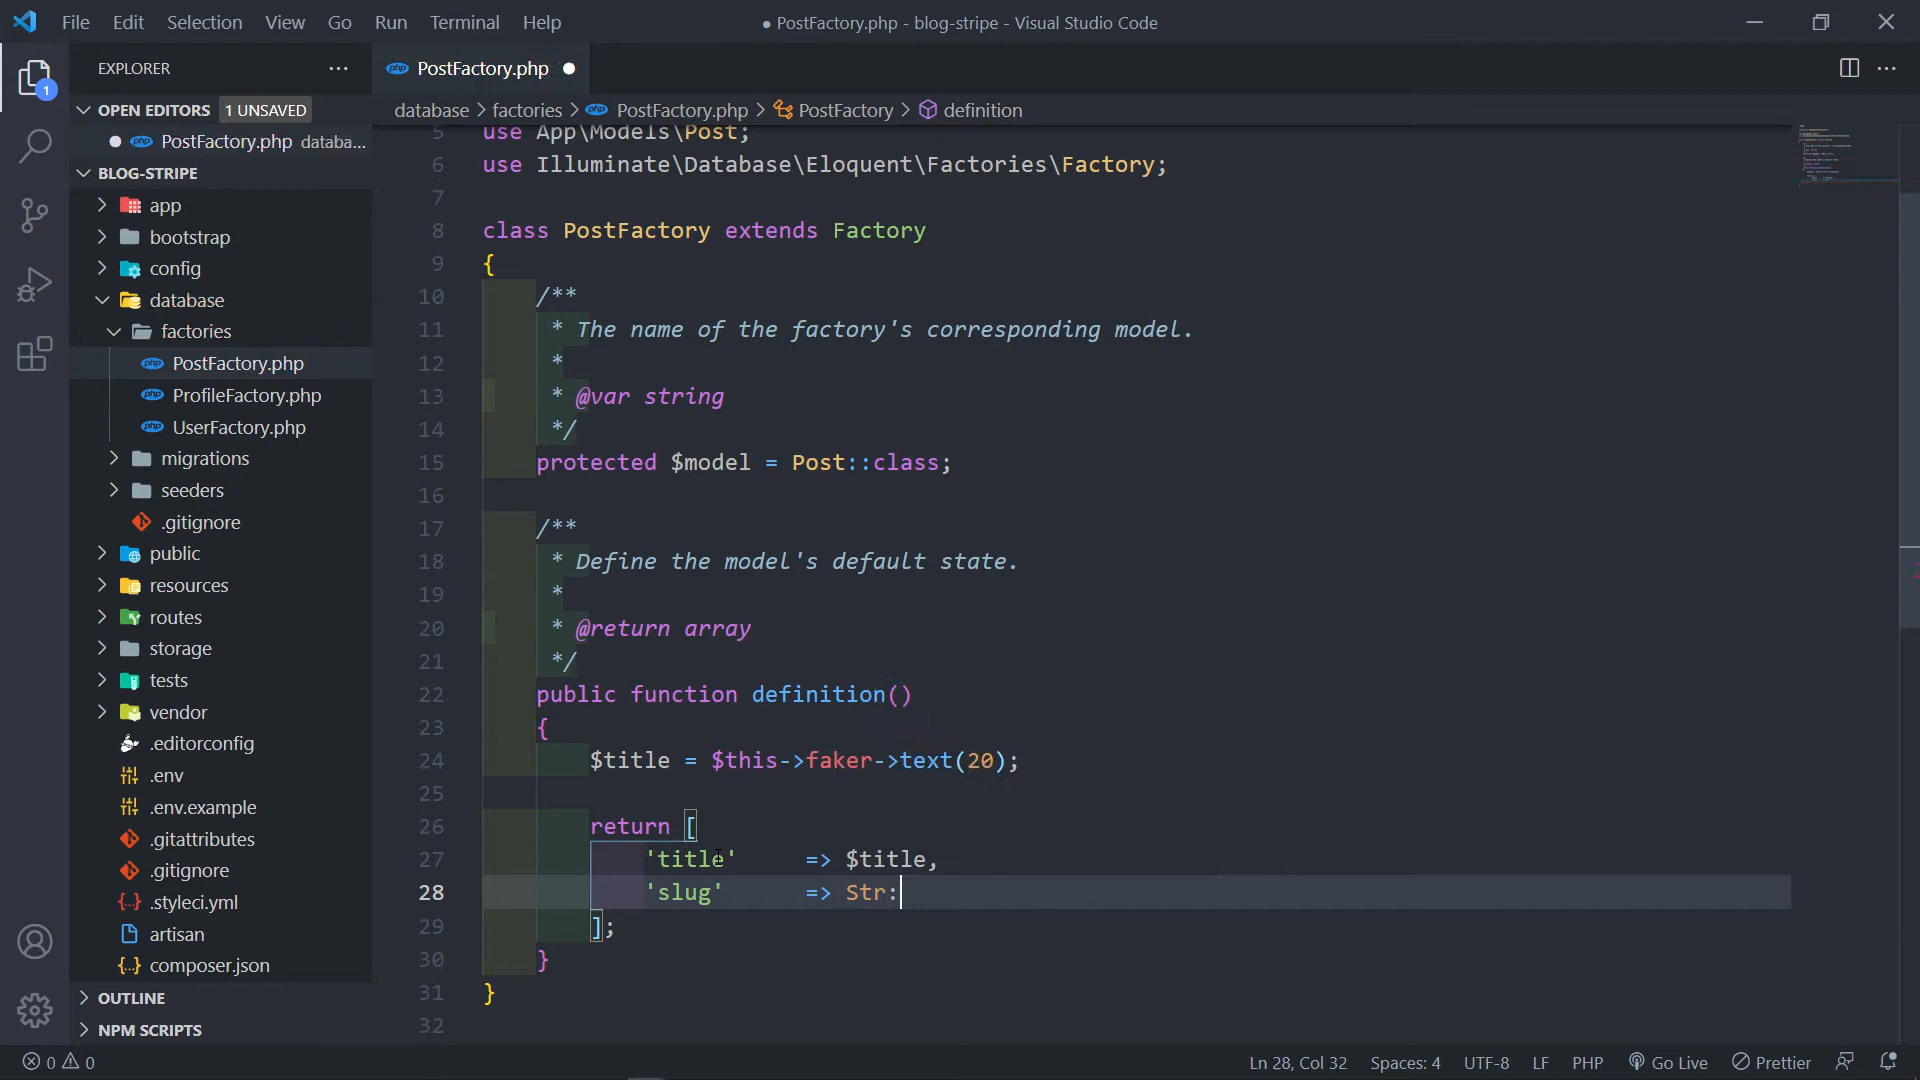 File Edit Selection View Go Run Terminal Help
● PostFactory.php - blog-stripe - Visual Studio Code
EXPLORER
OPEN EDITORS 1 UNSAVED
PostFactory.php databa...
BLOG-STRIPE
app
bootstrap
config
database
factories
PostFactory.php
ProfileFactory.php
UserFactory.php
migrations
seeders
.gitignore
public
resources
routes
storage
tests
vendor
.editorconfig
.env
.env.example
.gitattributes
.gitignore
.styleci.yml
artisan
composer.json
OUTLINE
NPM SCRIPTS
1
php PostFactory.php
database > factories > PostFactory.php > PostFactory > definition
5 use App\Models\Post;
6 use Illuminate\Database\Eloquent\Factories\Factory;
7
8 class PostFactory extends Factory
9 {
10 /**
11 * The name of the factory's corresponding model.
12 *
13 * @var string
14 */
15 protected $model = Post::class;
16
17 /**
18 * Define the model's default state.
19 *
20 * @return array
21 */
22 public function definition()
23 {
24 $title = $this->faker->text(20);
25
26 return [
27 'title' => $title,
28 'slug' => Str:
29 ];
30 }
31 }
32
0 0
Ln 28, Col 32 Spaces: 4 UTF-8 LF PHP Go Live Prettier